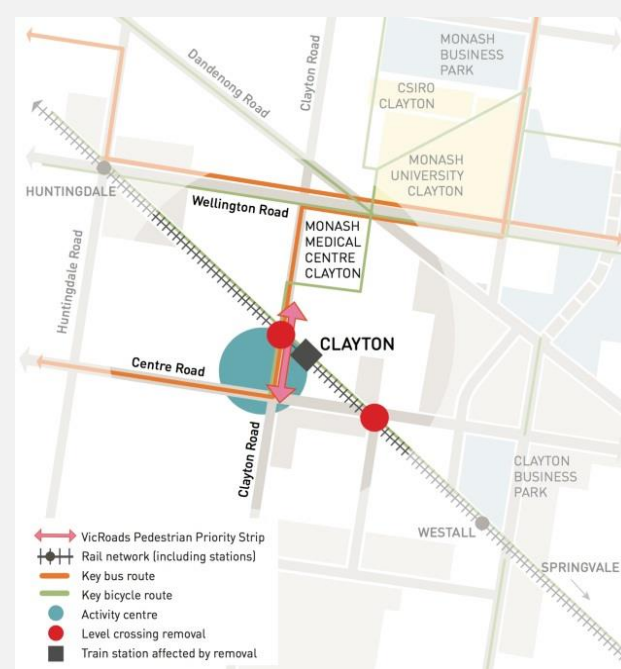 MONASH
BUSINESS
PARK
Clayton Road
Dandenong Road
CSIRO
CLAYTON
MONASH
UNIVERSITY
CLAYTON
HUNTINGDALE
Wellington Road
MONASH
MEDICAL
CENTRE
CLAYTON
Huntingdale Road
CLAYTON
Centre Road
Clayton Road
CLAYTON
BUSINESS
PARK
WESTALL
SPRINGVALE
VicRoads Pedestrian Priority Strip
Rail network (including stations)
Key bus route
Key bicycle route
Activity centre
Level crossing removal
Train station affected by removal